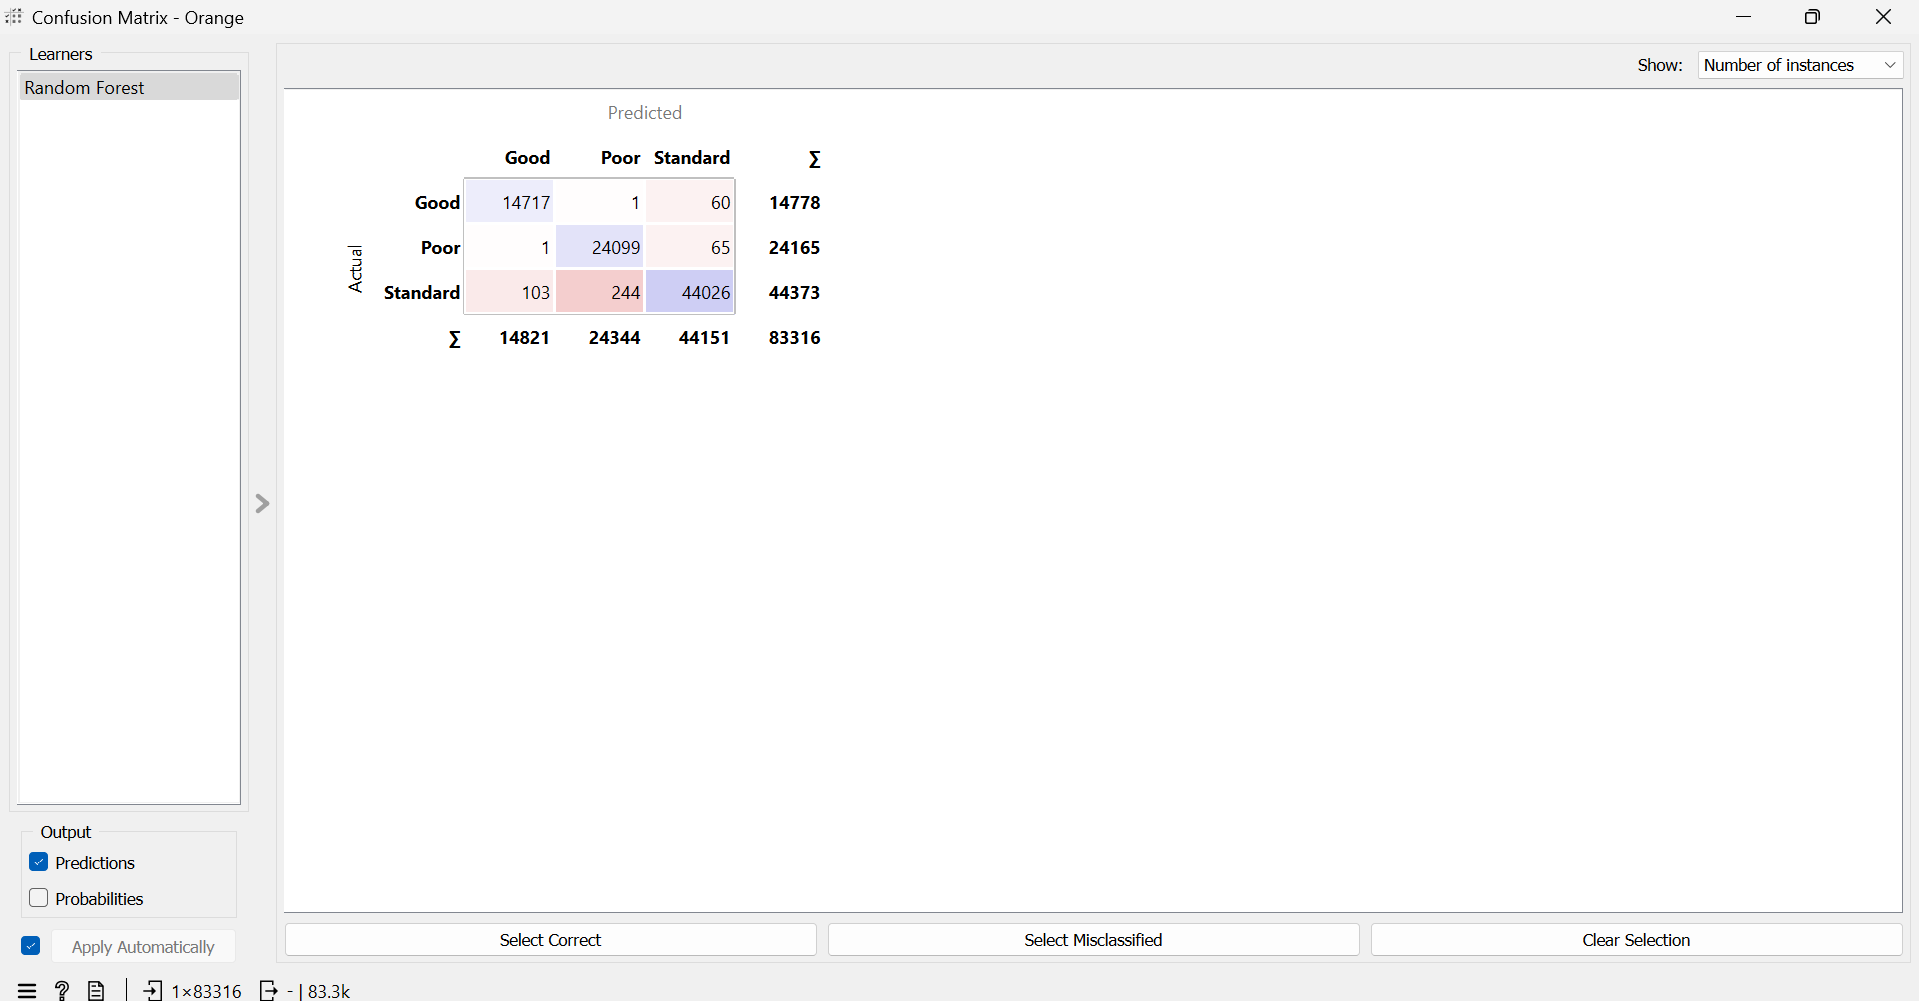 Confusion Matrix - Orange
Learners
Random Forest
Show: Number of instances
Predicted
Good Poor Standard Σ
Good 14717 1 60 14778
Poor 1 24099 65 24165
Standard 103 244 44026 44373
Σ 14821 24344 44151 83316
Actual
Output
Predictions
Probabilities
Apply Automatically
Select Correct Select Misclassified Clear Selection
? 1×83316 - | 83.3k